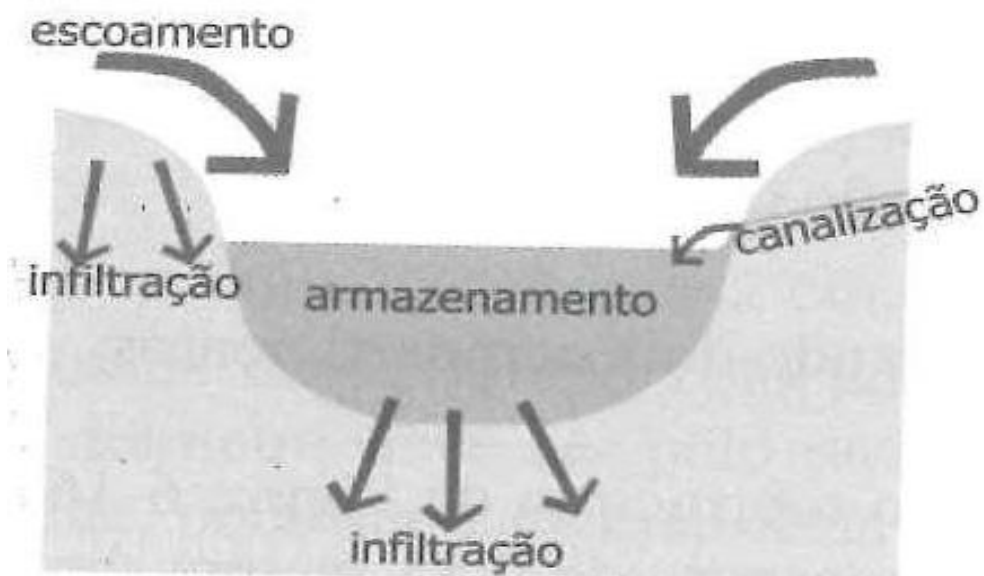 escoamento
canalização
infiltração
armazenamento
infiltração